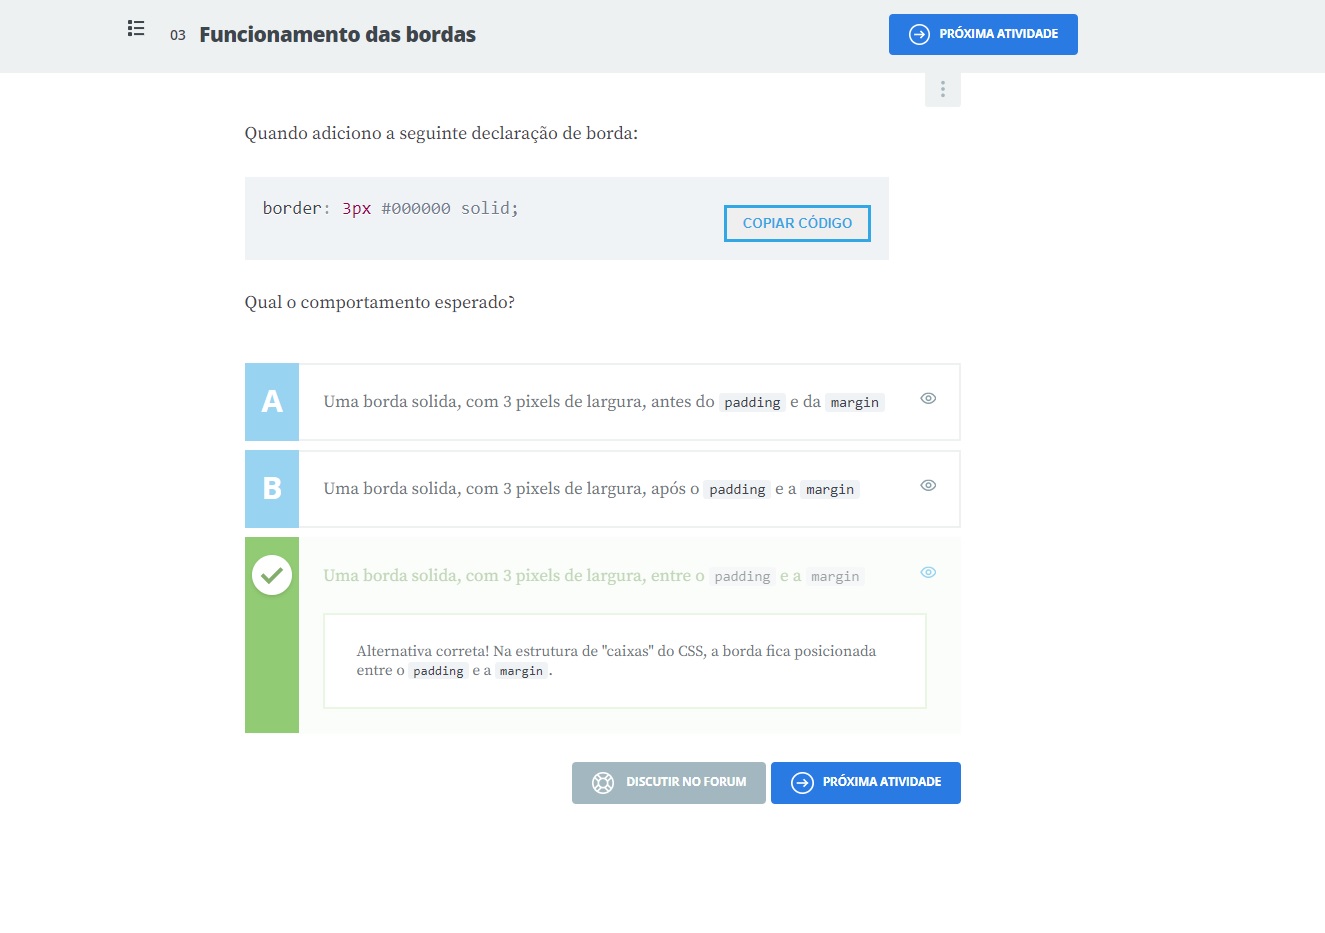 03 Funcionamento das bordas
PRÓXIMA ATIVIDADE
Quando adiciono a seguinte declaração de borda:
border: 3px #000000 solid;
COPIAR CÓDIGO
Qual o comportamento esperado?
A
Uma borda solida, com 3 pixels de largura, antes do padding e da margin
B
Uma borda solida, com 3 pixels de largura, após o padding e a margin
Uma borda solida, com 3 pixels de largura, entre o padding e a margin
Alternativa correta! Na estrutura de "caixas" do CSS, a borda fica posicionada
entre o padding e a margin.
DISCUTIR NO FORUM
PRÓXIMA ATIVIDADE